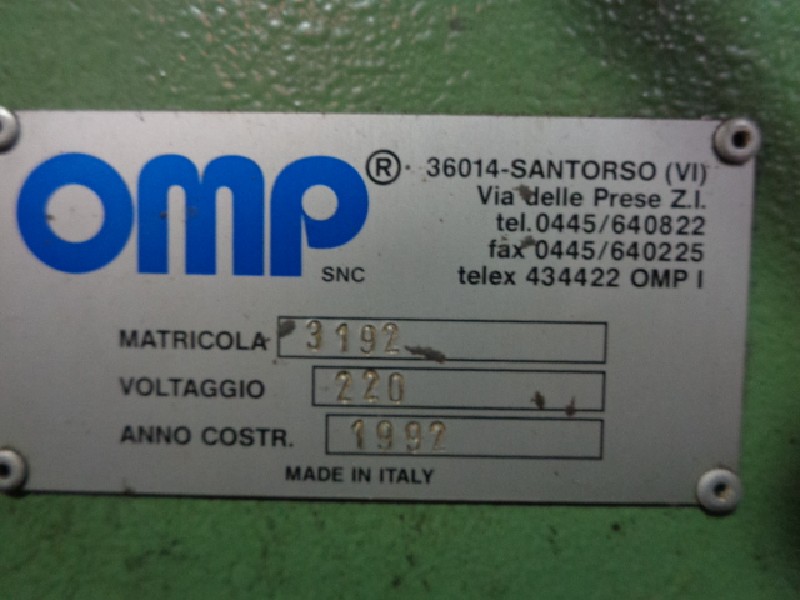 OMP® SNC
36014-SANTORSO (VI)
Via delle Prese Z.I.
tel.0445/640822
fax 0445/640225
telex 434422 OMP I
MATRICOLA 3192
VOLTAGGIO 220
ANNO COSTR. 1992
MADE IN ITALY